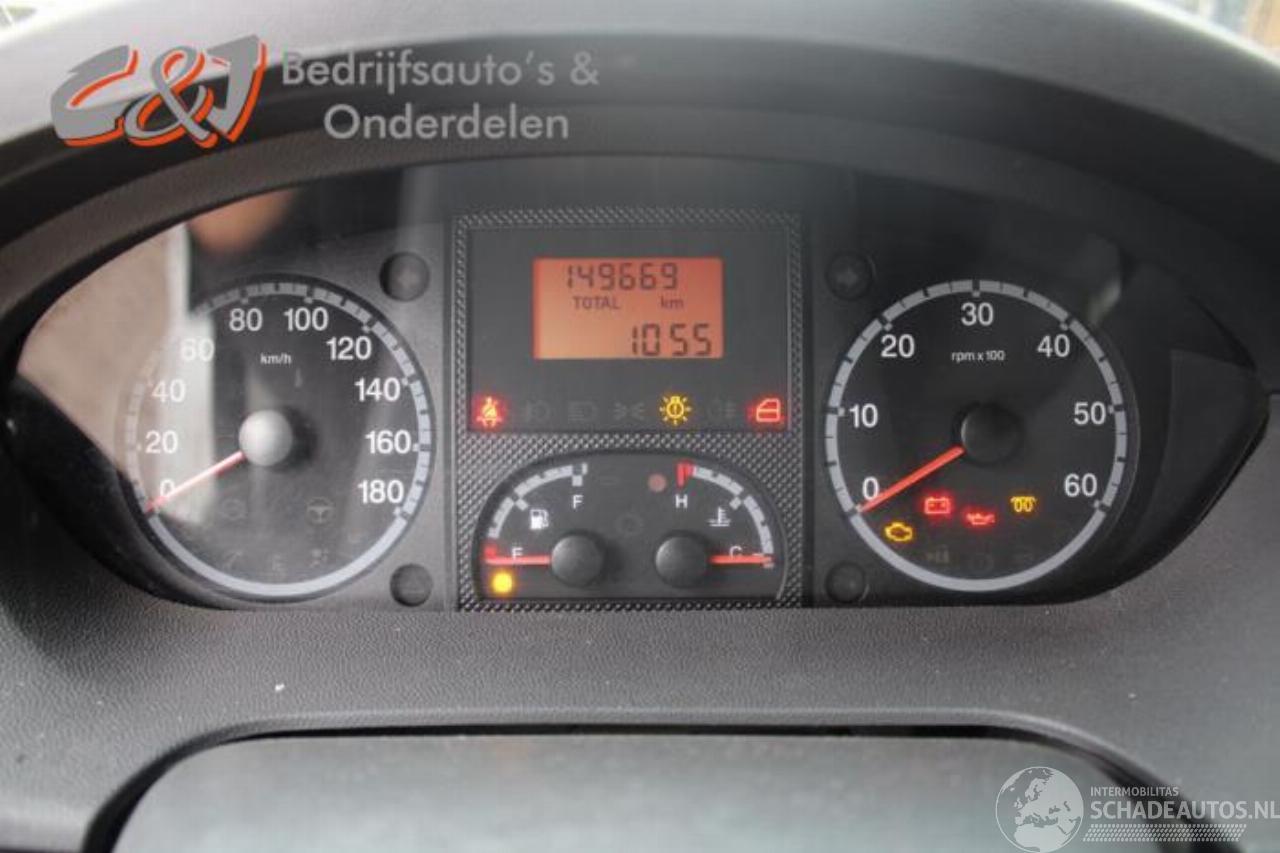 C&J Bedrijfsauto's &
Onderdelen
149669
TOTAL km
1055
0 20 40 60 80 100 120 140 160 180
km/h
0 10 20 30 40 50 60
rpm x 100
F H
E C
INTERMOBILITAS
SCHADEAUTOS.NL